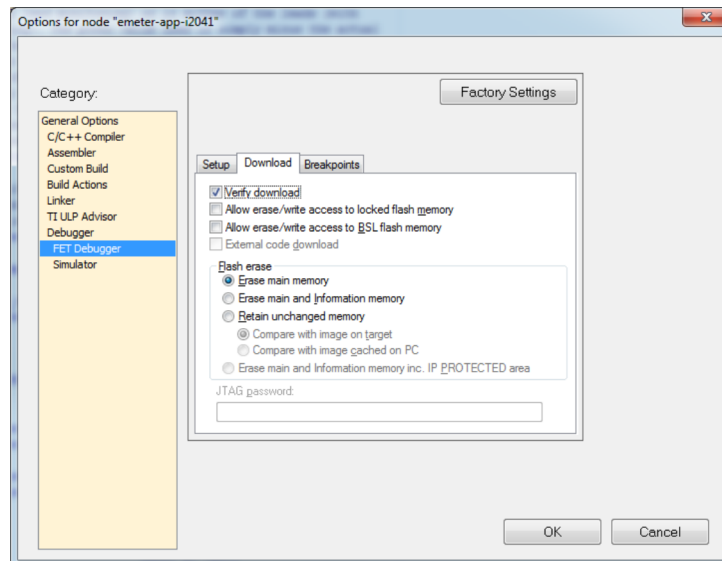 Options for node "emeter-app-i2041"
Category:
Factory Settings
General Options
C/C++ Compiler
Assembler
Custom Build
Build Actions
Linker
TI ULP Advisor
Debugger
FET Debugger
Simulator
Setup
Download
Breakpoints
Verify download
Allow erase/write access to locked flash memory
Allow erase/write access to BSL flash memory
External code download
Flash erase
Erase main memory
Erase main and Information memory
Retain unchanged memory
Compare with image on target
Compare with image cached on PC
Erase main and Information memory inc. IP PROTECTED area
JTAG password:
OK
Cancel